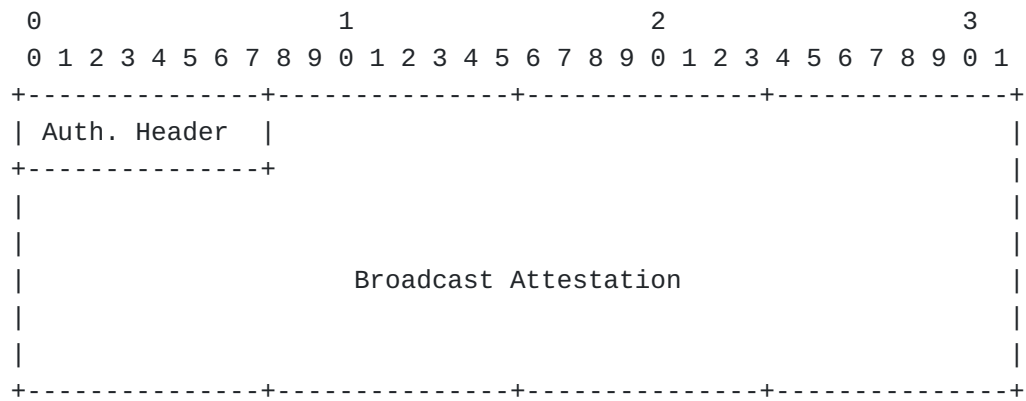 0                   1                   2                   3
 0 1 2 3 4 5 6 7 8 9 0 1 2 3 4 5 6 7 8 9 0 1 2 3 4 5 6 7 8 9 0 1
+---------------+---------------+---------------+---------------+
| Auth. Header  |                                               |
+---------------+                                               |
|                                                               |
|                                                               |
|                     Broadcast Attestation                     |
|                                                               |
|                                                               |
+---------------+---------------+---------------+---------------+